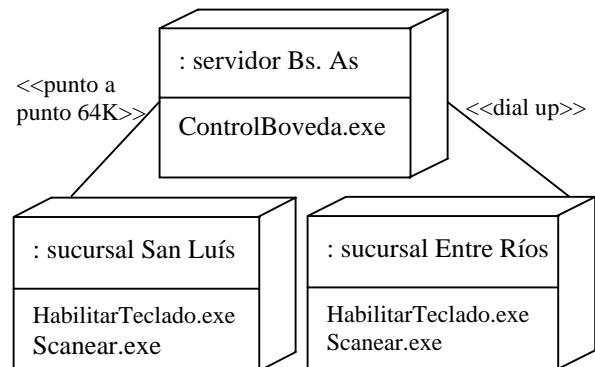 : servidor Bs. As
<<punto a
punto 64K>>
<<dial up>>
ControlBoveda.exe
: sucursal San Luís
HabilitarTeclado.exe
Scanear.exe
: sucursal Entre Ríos
HabilitarTeclado.exe
Scanear.exe